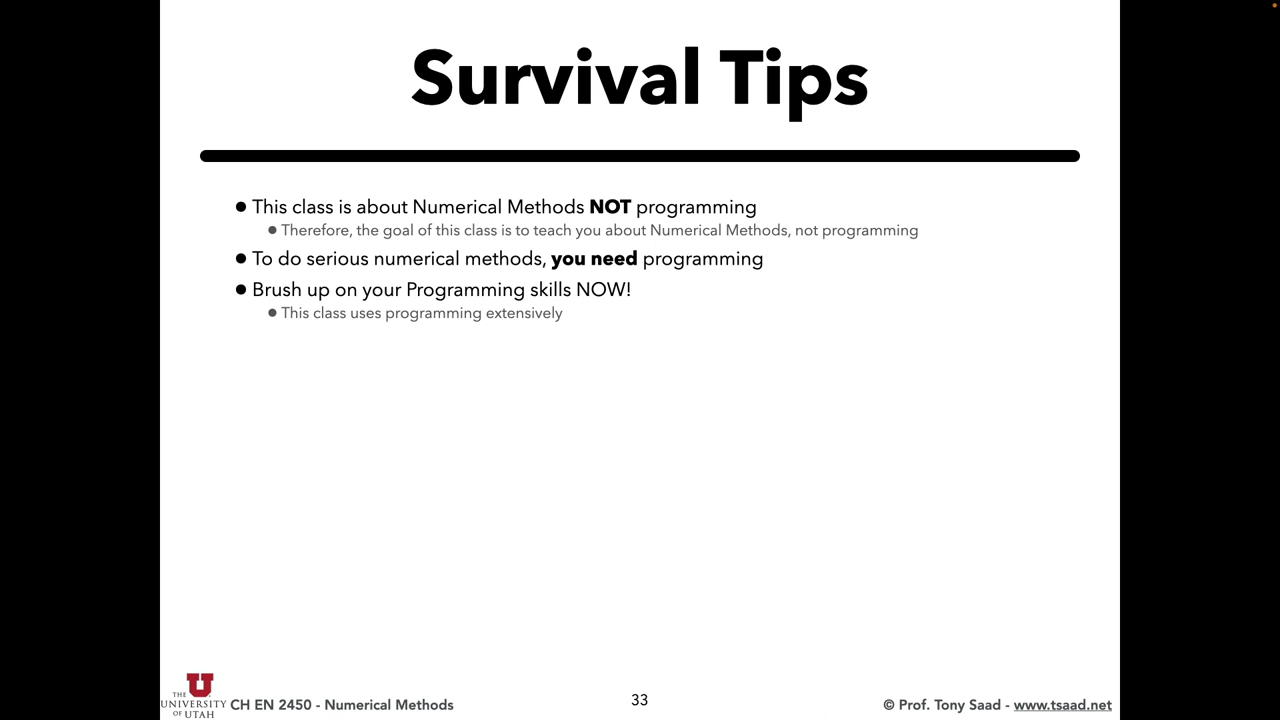 Survival Tips
● This class is about Numerical Methods NOT programming
● Therefore, the goal of this class is to teach you about Numerical Methods, not programming
● To do serious numerical methods, you need programming
● Brush up on your Programming skills NOW!
● This class uses programming extensively
U
THE
UNIVERSITY
OF UTAH
CH EN 2450 - Numerical Methods
33
© Prof. Tony Saad - www.tsaad.net